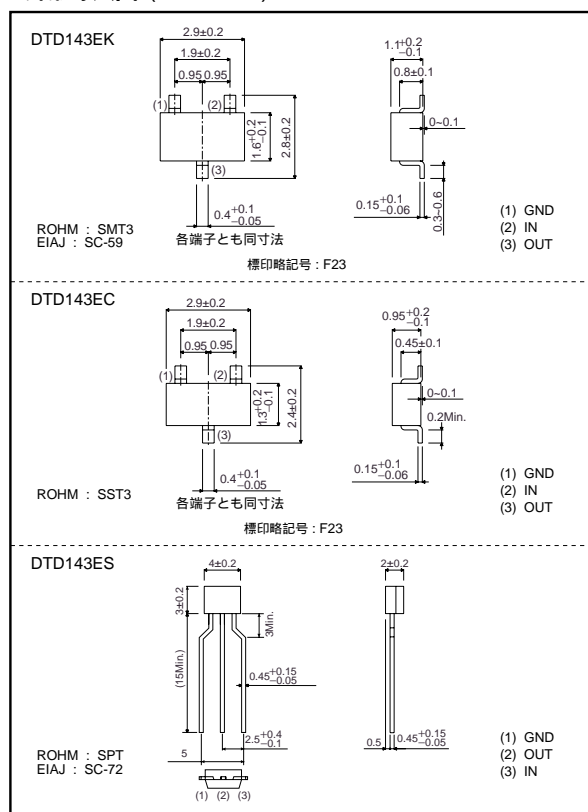 DTD143EK
2.9±0.2
1.9±0.2
0.95 0.95
(1) (2)
(3)
1.6+0.2 −0.1
2.8±0.2
0.4+0.1 −0.05
各端子とも同寸法
1.1+0.2 −0.1
0.8±0.1
0~0.1
0.15+0.1 −0.06
0.3~0.6
ROHM : SMT3
EIAJ : SC-59
標印略記号 : F23
(1) GND
(2) IN
(3) OUT
DTD143EC
2.9±0.2
1.9±0.2
0.95 0.95
(1) (2)
(3)
1.3+0.2 −0.1
2.4±0.2
0.4+0.1 −0.05
各端子とも同寸法
0.95+0.2 −0.1
0.45±0.1
0~0.1
0.2Min.
0.15+0.1 −0.06
ROHM : SST3
標印略記号 : F23
(1) GND
(2) IN
(3) OUT
DTD143ES
4±0.2
2±0.2
3±0.2
3Min.
(15Min.)
0.45+0.15 −0.05
2.5+0.4 −0.1
5
0.5
0.45+0.15 −0.05
ROHM : SPT
EIAJ : SC-72
(1) (2) (3)
(1) GND
(2) OUT
(3) IN